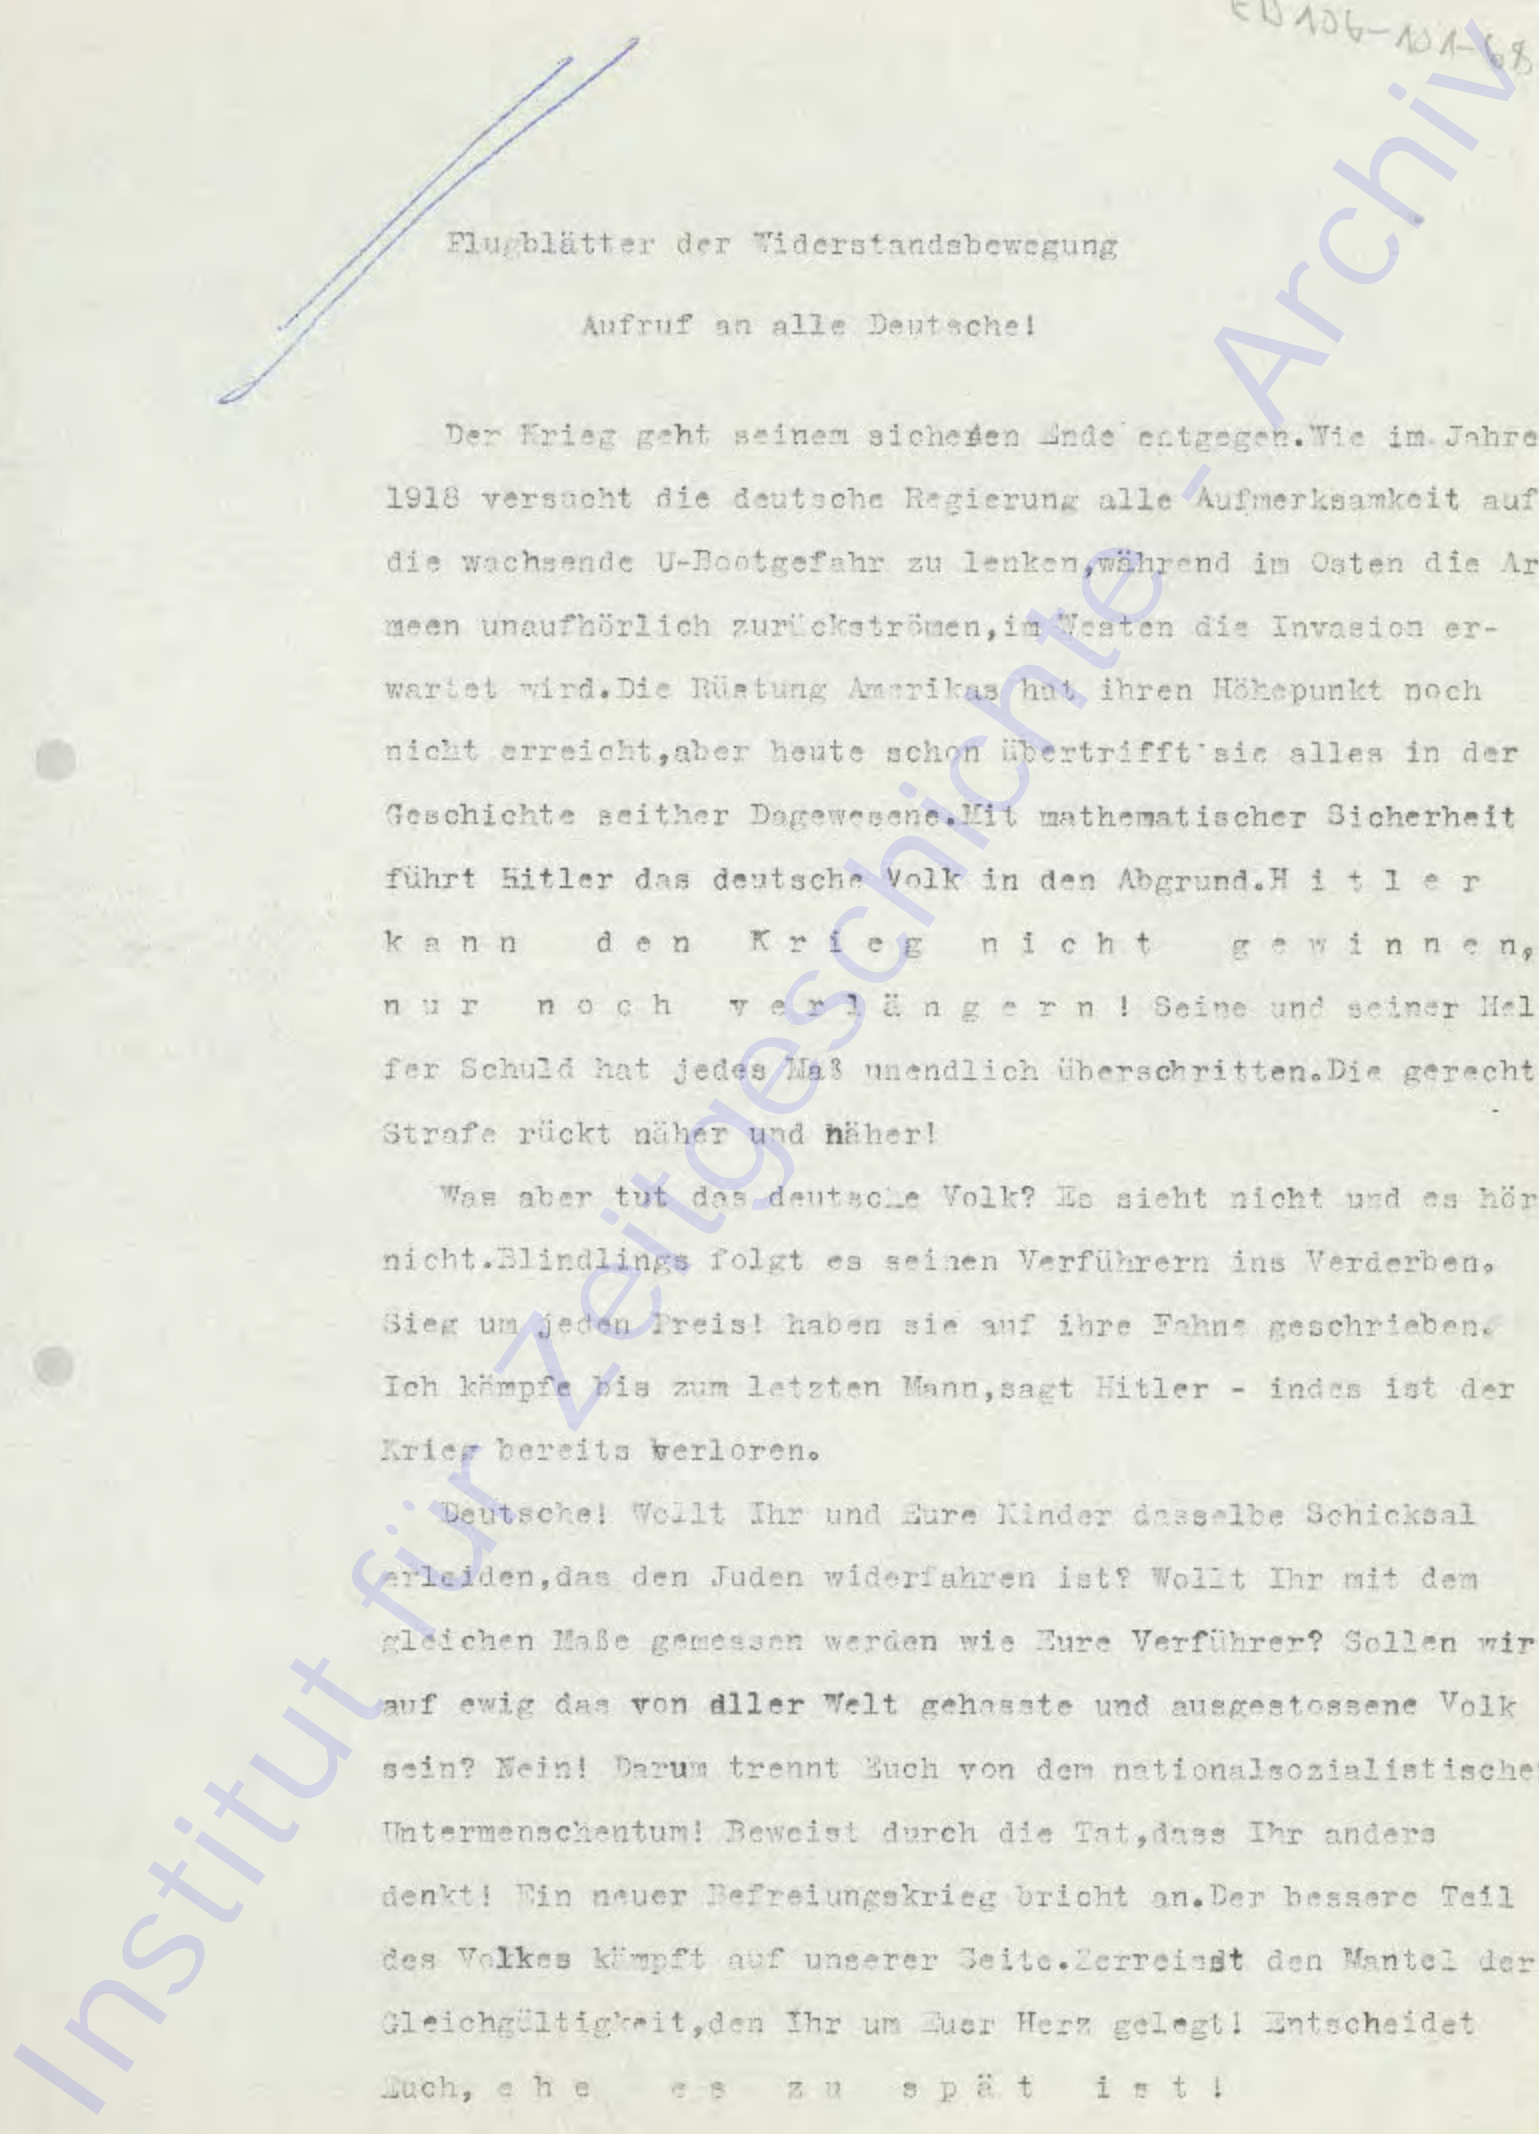 ED 106-101-68
Flugblätter der Widerstandsbewegung
Aufruf an alle Deutsche!
Der Krieg geht seinem sicheren Ende entgegen.Wie im Jahre
1918 versucht die deutsche Regierung alle Aufmerksamkeit auf
die wachsende U-Bootgefahr zu lenken,während im Osten die Ar
meen unaufhörlich zurückströmen,im Westen die Invasion er-
wartet wird.Die Rüstung Amerikas hat ihren Höhepunkt noch
nicht erreicht,aber heute schon übertrifft sie alles in der
Geschichte seither Dagewesene.Mit mathematischer Sicherheit
führt Hitler das deutsche Volk in den Abgrund.H i t l e r
k a n n   d e n   K r i e g   n i c h t   g e w i n n e n,
n u r   n o c h   v e r l ä n g e r n ! Seine und seiner Hel
fer Schuld hat jedes Maß unendlich überschritten.Die gerecht
Strafe rückt näher und näher!
Was aber tut das deutsche Volk? Es sieht nicht und es hör
nicht.Blindlings folgt es seinen Verführern ins Verderben.
Sieg um jeden Preis! haben sie auf ihre Fahne geschrieben.
Ich kämpfe bis zum letzten Mann,sagt Hitler - indes ist der
Krieg bereits verloren.
Deutsche! Wollt Ihr und Eure Kinder dasselbe Schicksal
erleiden,das den Juden widerfahren ist? Wollt Ihr mit dem
gleichen Maße gemessen werden wie Eure Verführer? Sollen wir
auf ewig das von aller Welt gehasste und ausgestossene Volk
sein? Nein! Darum trennt Euch von dem nationalsozialistische
Untermenschentum! Beweist durch die Tat,dass Ihr anders
denkt! Ein neuer Befreiungskrieg bricht an.Der bessere Teil
des Volkes kämpft auf unserer Seite.Zerreisst den Mantel der
Gleichgültigkeit,den Ihr um Euer Herz gelegt! Entscheidet
Euch, e h e   e s   z u   s p ä t   i s t !
Institut für Zeitgeschichte - Archiv